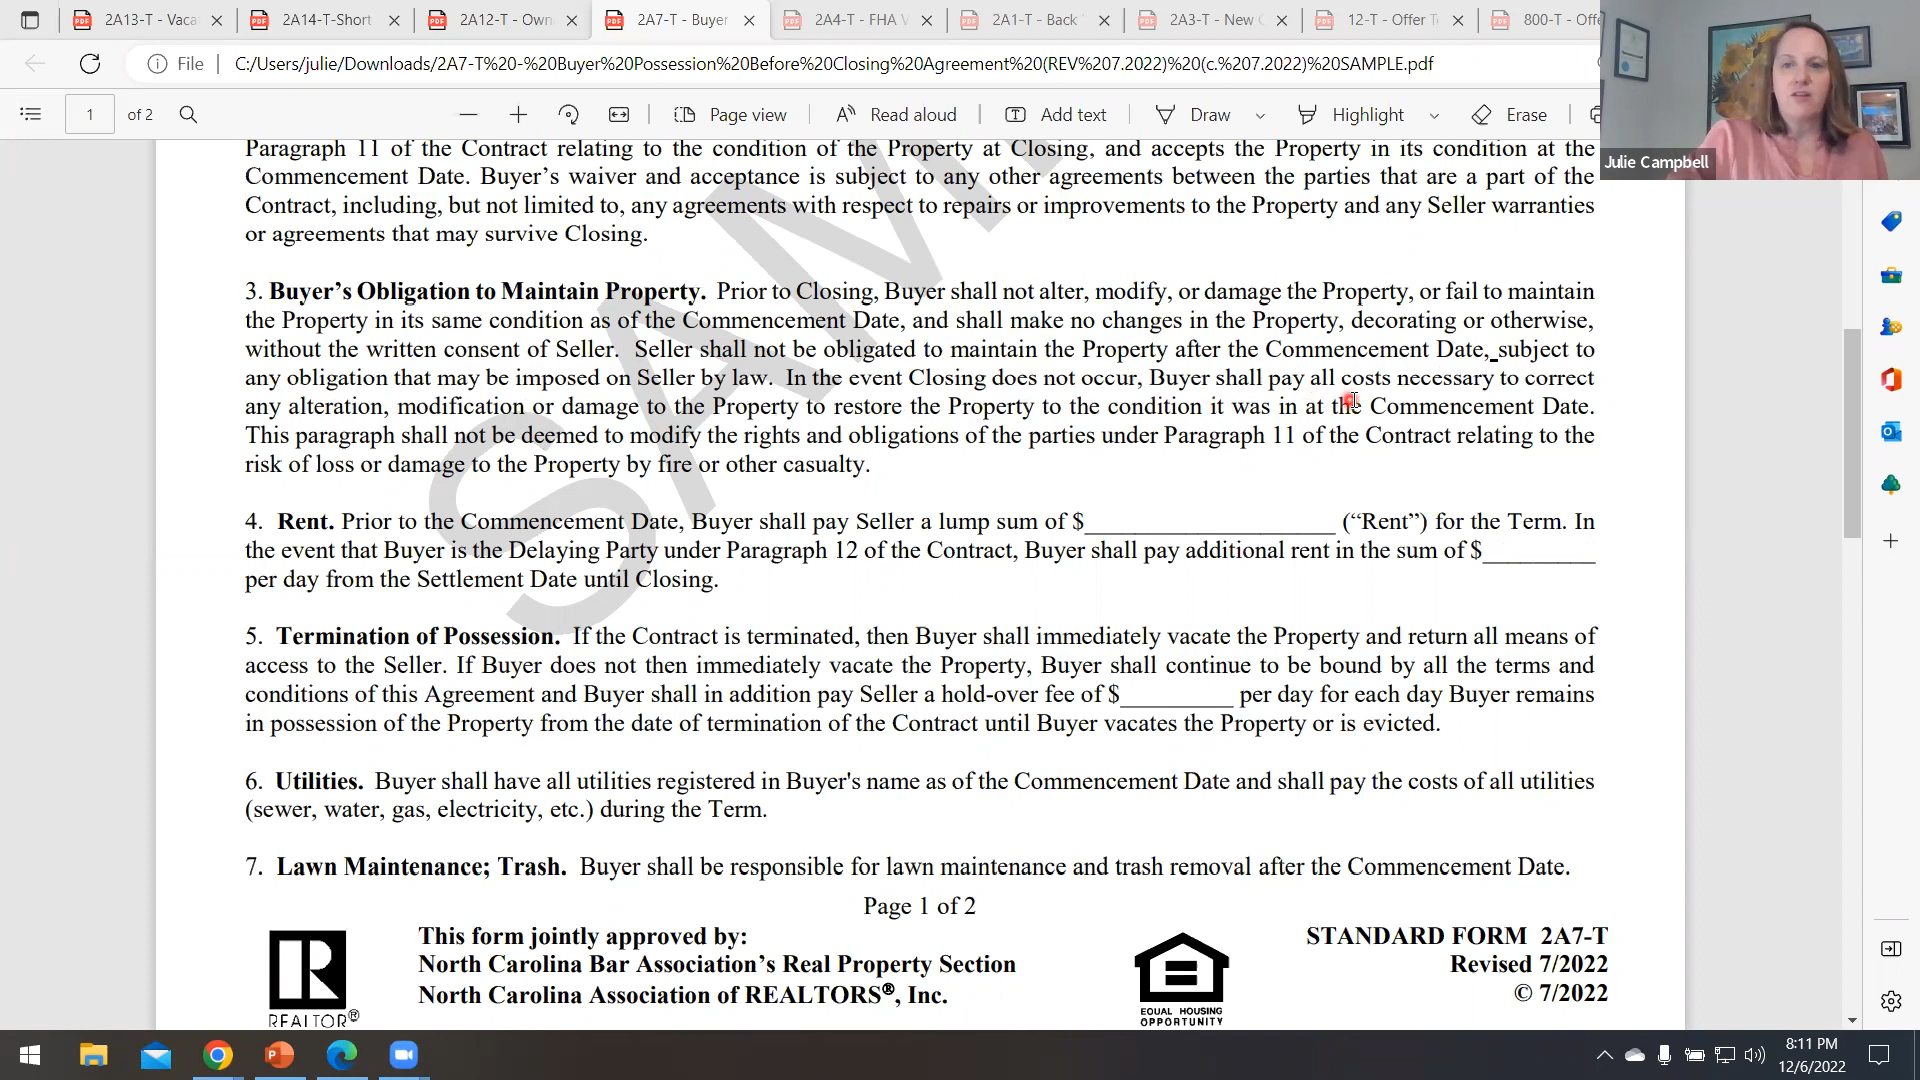 2A13-T - Vaca
2A14-T-Short
2A12-T - Own
2A7-T - Buyer
2A4-T - FHA V
2A1-T - Back
2A3-T - New C
12-T - Offer T
800-T - Offe
File
C:/Users/julie/Downloads/2A7-T%20-%20Buyer%20Possession%20Before%20Closing%20Agreement%20(REV%207.2022)%20(c.%207.2022)%20SAMPLE.pdf
1 of 2
Page view
Read aloud
Add text
Draw
Highlight
Erase
Julie Campbell
Paragraph 11 of the Contract relating to the condition of the Property at Closing, and accepts the Property in its condition at the
Commencement Date. Buyer's waiver and acceptance is subject to any other agreements between the parties that are a part of the
Contract, including, but not limited to, any agreements with respect to repairs or improvements to the Property and any Seller warranties
or agreements that may survive Closing.
3. Buyer's Obligation to Maintain Property. Prior to Closing, Buyer shall not alter, modify, or damage the Property, or fail to maintain
the Property in its same condition as of the Commencement Date, and shall make no changes in the Property, decorating or otherwise,
without the written consent of Seller. Seller shall not be obligated to maintain the Property after the Commencement Date, subject to
any obligation that may be imposed on Seller by law. In the event Closing does not occur, Buyer shall pay all costs necessary to correct
any alteration, modification or damage to the Property to restore the Property to the condition it was in at the Commencement Date.
This paragraph shall not be deemed to modify the rights and obligations of the parties under Paragraph 11 of the Contract relating to the
risk of loss or damage to the Property by fire or other casualty.
4. Rent. Prior to the Commencement Date, Buyer shall pay Seller a lump sum of $____________________ ("Rent") for the Term. In
the event that Buyer is the Delaying Party under Paragraph 12 of the Contract, Buyer shall pay additional rent in the sum of $_________
per day from the Settlement Date until Closing.
5. Termination of Possession. If the Contract is terminated, then Buyer shall immediately vacate the Property and return all means of
access to the Seller. If Buyer does not then immediately vacate the Property, Buyer shall continue to be bound by all the terms and
conditions of this Agreement and Buyer shall in addition pay Seller a hold-over fee of $_________ per day for each day Buyer remains
in possession of the Property from the date of termination of the Contract until Buyer vacates the Property or is evicted.
6. Utilities. Buyer shall have all utilities registered in Buyer's name as of the Commencement Date and shall pay the costs of all utilities
(sewer, water, gas, electricity, etc.) during the Term.
7. Lawn Maintenance; Trash. Buyer shall be responsible for lawn maintenance and trash removal after the Commencement Date.
Page 1 of 2
This form jointly approved by:
North Carolina Bar Association's Real Property Section
North Carolina Association of REALTORS®, Inc.
REALTOR®
EQUAL HOUSING
OPPORTUNITY
STANDARD FORM 2A7-T
Revised 7/2022
© 7/2022
SAM
8:11 PM
12/6/2022